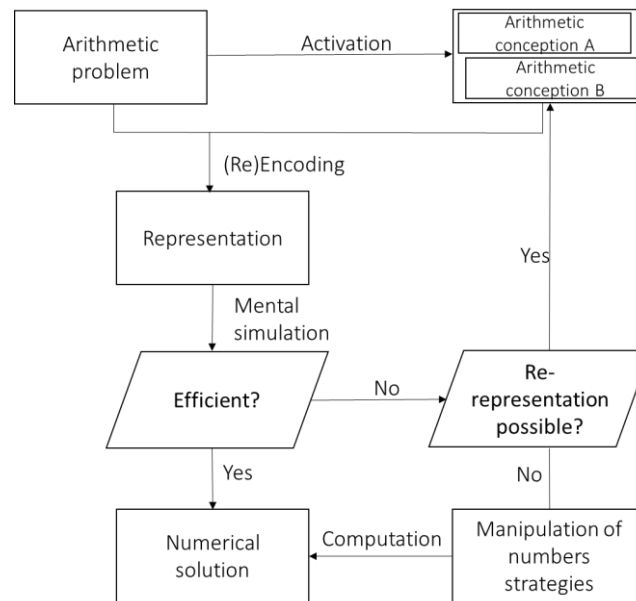 Arithmetic
problem
Activation
Arithmetic
conception A
Arithmetic
conception B
(Re)Encoding
Representation
Yes
Mental
simulation
Efficient?
No
Re-
representation
possible?
Yes
No
Numerical
solution
Computation
Manipulation of
numbers
strategies